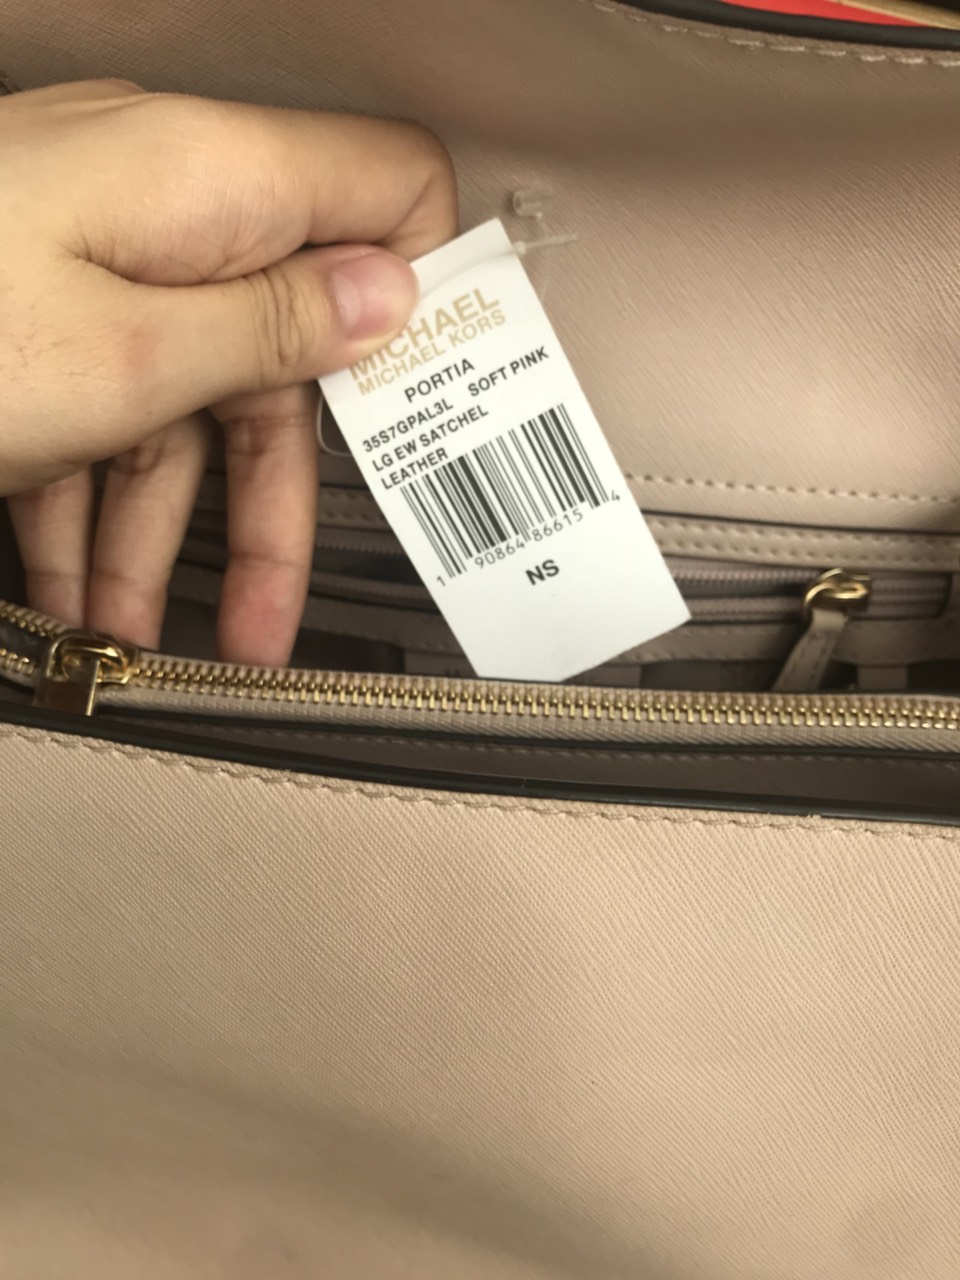 MICHAEL
MICHAEL KORS
PORTIA
35S7GPAL3L SOFT PINK
LG EW SATCHEL
LEATHER
1 90864 86615 4
NS